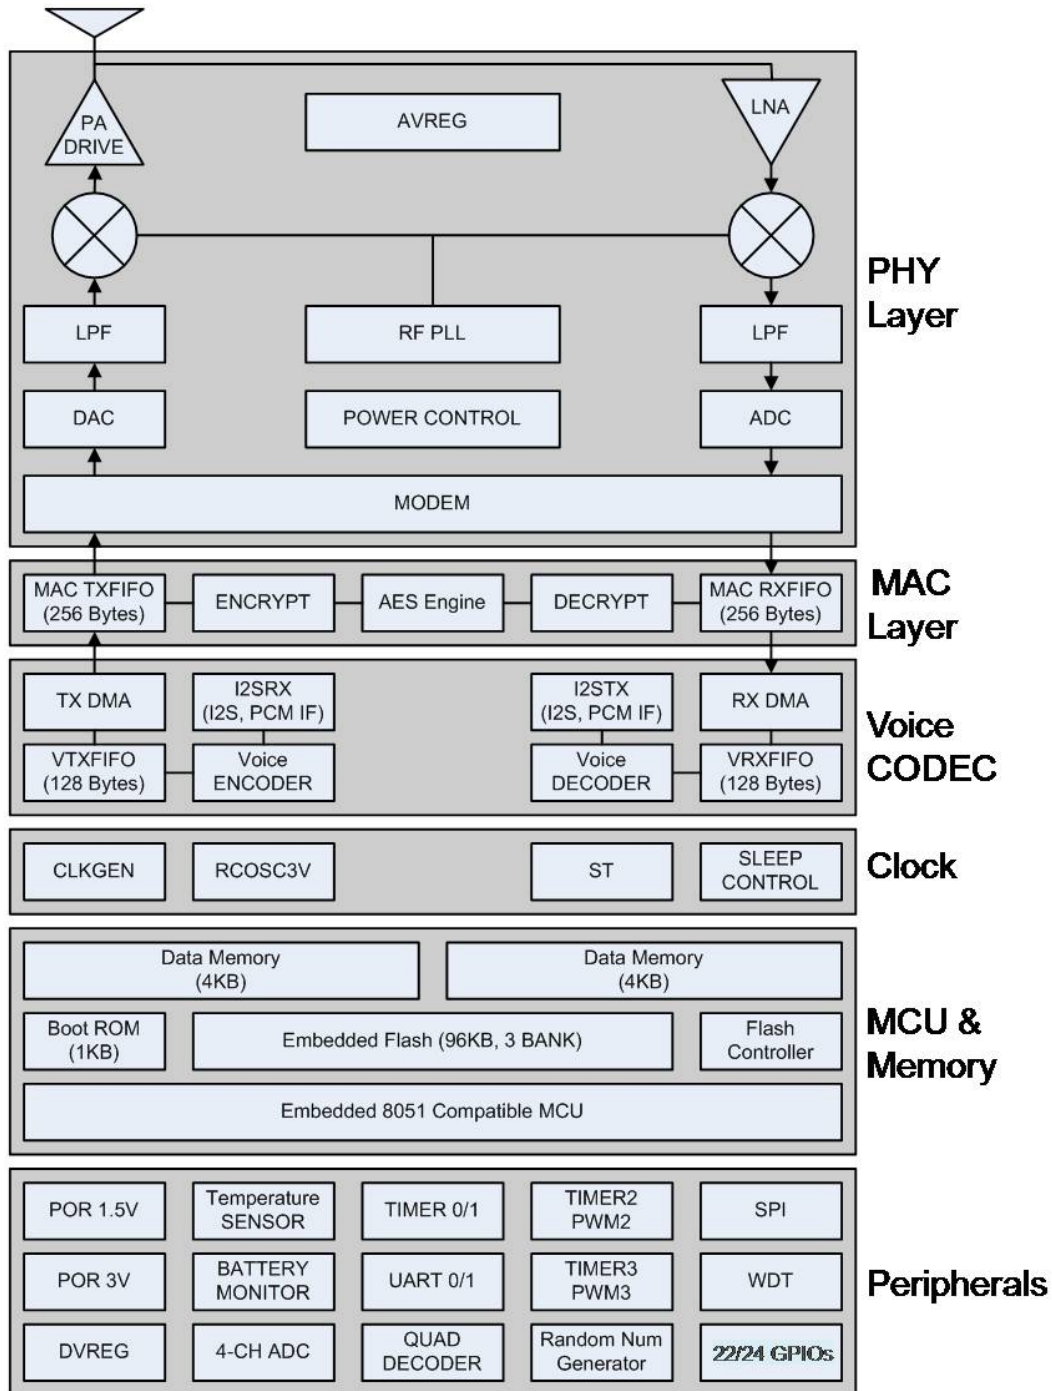 PA
DRIVE
AVREG
LNA
PHY
Layer
LPF
RF PLL
LPF
DAC
POWER CONTROL
ADC
MODEM
MAC TXFIFO
(256 Bytes)
ENCRYPT
AES Engine
DECRYPT
MAC RXFIFO
(256 Bytes)
MAC
Layer
TX DMA
I2SRX
(I2S, PCM IF)
I2STX
(I2S, PCM IF)
RX DMA
VTXFIFO
(128 Bytes)
Voice
ENCODER
Voice
DECODER
VRXFIFO
(128 Bytes)
Voice
CODEC
CLKGEN
RCOSC3V
ST
SLEEP
CONTROL
Clock
Data Memory
(4KB)
Data Memory
(4KB)
Boot ROM
(1KB)
Embedded Flash (96KB, 3 BANK)
Flash
Controller
Embedded 8051 Compatible MCU
MCU &
Memory
POR 1.5V
Temperature
SENSOR
TIMER 0/1
TIMER2
PWM2
SPI
POR 3V
BATTERY
MONITOR
UART 0/1
TIMER3
PWM3
WDT
DVREG
4-CH ADC
QUAD
DECODER
Random Num
Generator
22/24 GPIOs
Peripherals